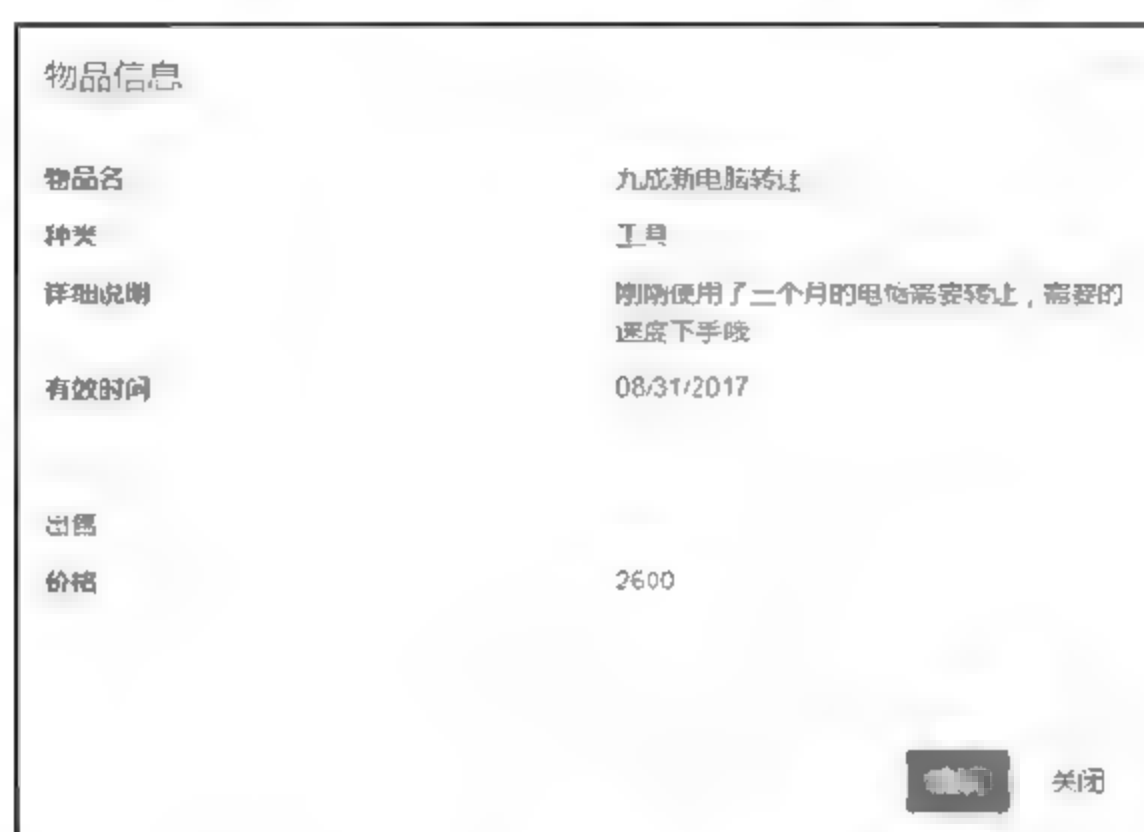 物品信息
物品名 九成新电脑转让
种类 工具
详细说明 刚刚使用了三个月的电脑需要转让，需要的
速度下手哦
有效时间 08/31/2017
出售
价格 2600
关闭